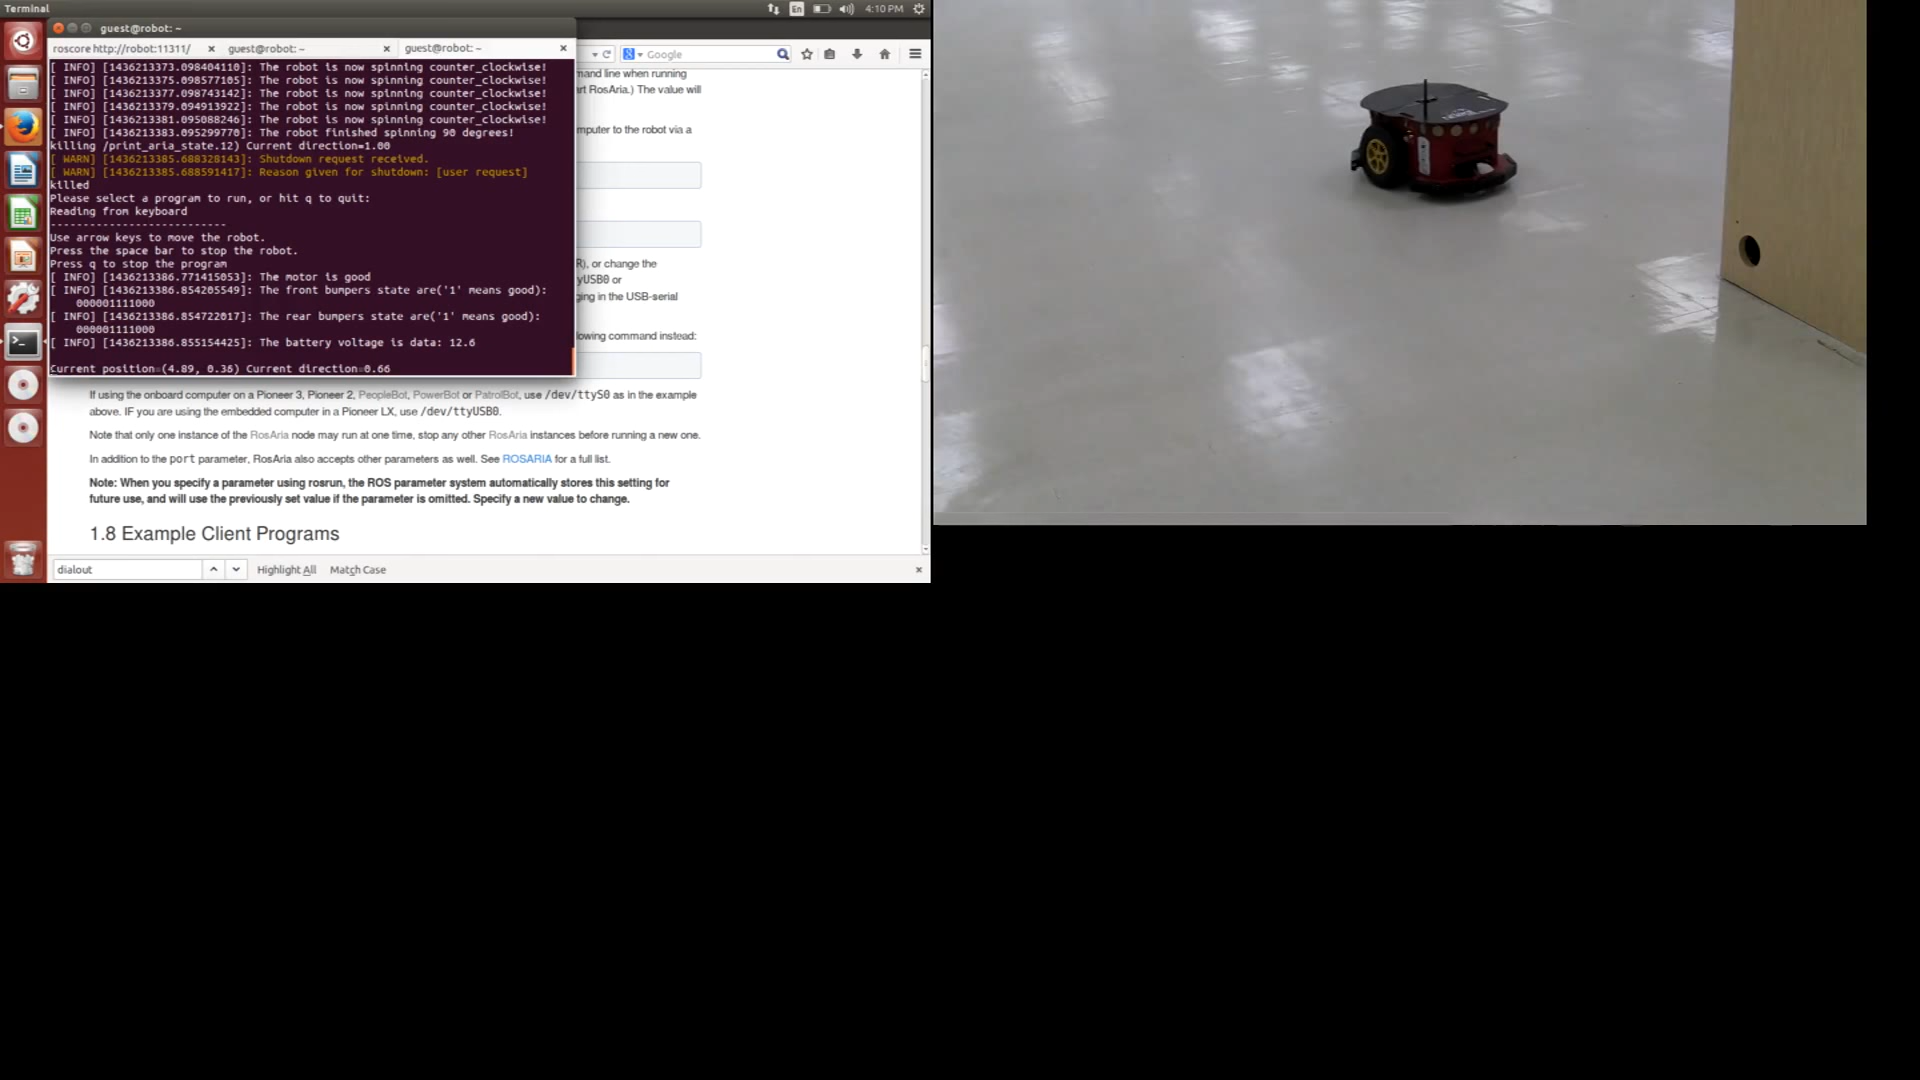 Terminal
En
4:10 PM
guest@robot: ~
roscore http://robot:11311/ × guest@robot: ~ × guest@robot: ~ ×
[ INFO] [1436213373.098404110]: The robot is now spinning counter_clockwise!
[ INFO] [1436213375.098577105]: The robot is now spinning counter_clockwise!
[ INFO] [1436213377.098743142]: The robot is now spinning counter_clockwise!
[ INFO] [1436213379.094913922]: The robot is now spinning counter_clockwise!
[ INFO] [1436213381.095088246]: The robot is now spinning counter_clockwise!
[ INFO] [1436213383.095299770]: The robot finished spinning 90 degrees!
killing /print_aria_state.12) Current direction=1.00
[ WARN] [1436213385.688328143]: Shutdown request received.
[ WARN] [1436213385.688591417]: Reason given for shutdown: [user request]
killed
Please select a program to run, or hit q to quit:
Reading from keyboard
---------------------------
Use arrow keys to move the robot.
Press the space bar to stop the robot.
Press q to stop the program
[ INFO] [1436213386.771415053]: The motor is good
[ INFO] [1436213386.854205549]: The front bumpers state are('1' means good):
000001111000
[ INFO] [1436213386.854722017]: The rear bumpers state are('1' means good):
000001111000
[ INFO] [1436213386.855154425]: The battery voltage is data: 12.6
Current position=(4.89, 0.36) Current direction=0.66
Google
mand line when running
art RosAria.) The value will
mputer to the robot via a
R), or change the
yUSB0 or
ging in the USB-serial
lowing command instead:
If using the onboard computer on a Pioneer 3, Pioneer 2, PeopleBot, PowerBot or PatrolBot, use /dev/ttyS0 as in the example
above. IF you are using the embedded computer in a Pioneer LX, use /dev/ttyUSB0.
Note that only one instance of the RosAria node may run at one time, stop any other RosAria instances before running a new one.
In addition to the port parameter, RosAria also accepts other parameters as well. See ROSARIA for a full list.
Note: When you specify a parameter using rosrun, the ROS parameter system automatically stores this setting for
future use, and will use the previously set value if the parameter is omitted. Specify a new value to change.
1.8 Example Client Programs
dialout
Highlight All Match Case ×